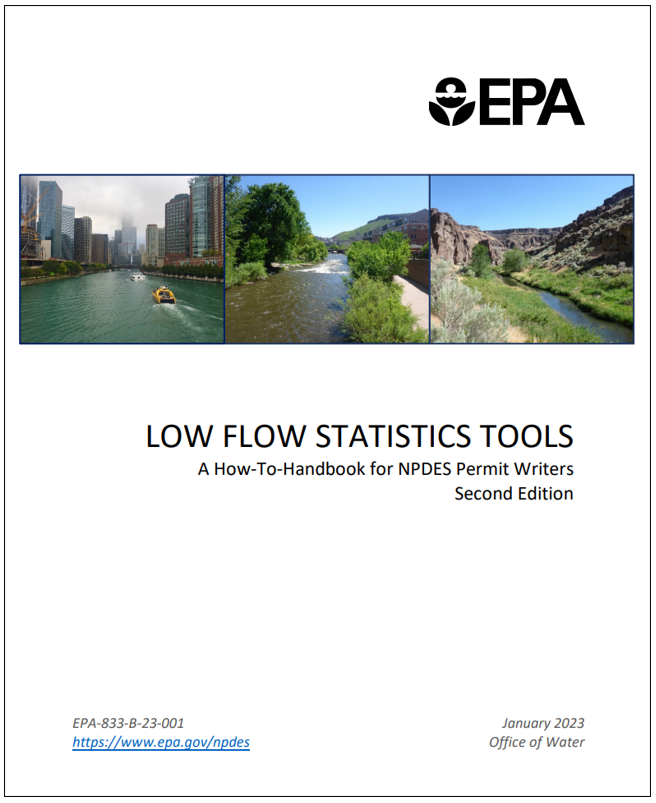 EPA
LOW FLOW STATISTICS TOOLS
A How-To-Handbook for NPDES Permit Writers
Second Edition
EPA-833-B-23-001
January 2023
https://www.epa.gov/npdes
Office of Water